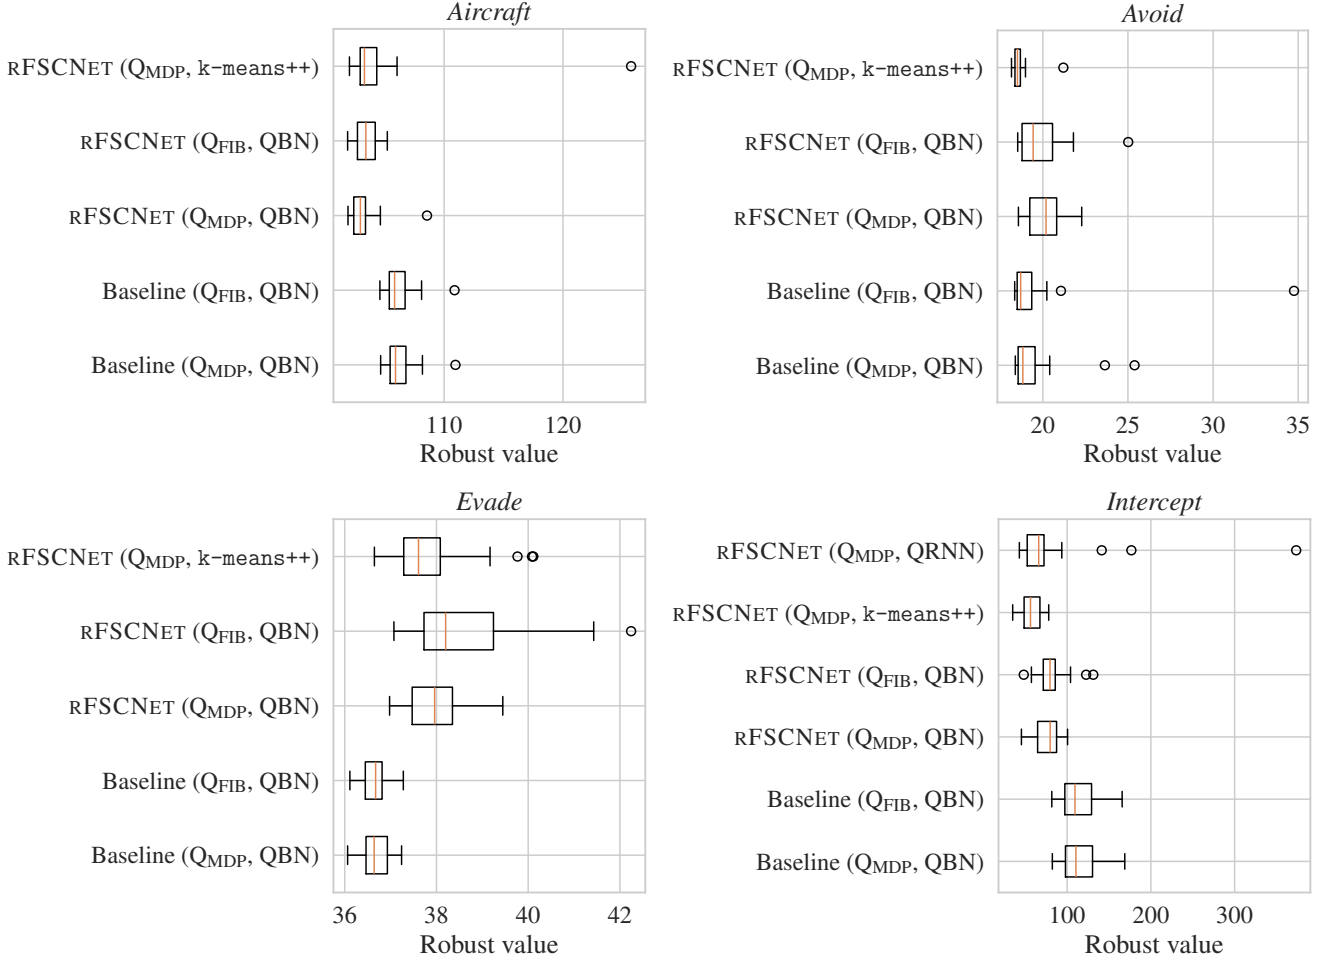 Aircraft
RFSCNET (QMDP, k-means++)
RFSCNET (QFIB, QBN)
RFSCNET (QMDP, QBN)
Baseline (QFIB, QBN)
Baseline (QMDP, QBN)
110 120
Robust value
Avoid
RFSCNET (QMDP, k-means++)
RFSCNET (QFIB, QBN)
RFSCNET (QMDP, QBN)
Baseline (QFIB, QBN)
Baseline (QMDP, QBN)
20 25 30 35
Robust value
Evade
RFSCNET (QMDP, k-means++)
RFSCNET (QFIB, QBN)
RFSCNET (QMDP, QBN)
Baseline (QFIB, QBN)
Baseline (QMDP, QBN)
36 38 40 42
Robust value
Intercept
RFSCNET (QMDP, QRNN)
RFSCNET (QMDP, k-means++)
RFSCNET (QFIB, QBN)
RFSCNET (QMDP, QBN)
Baseline (QFIB, QBN)
Baseline (QMDP, QBN)
100 200 300
Robust value